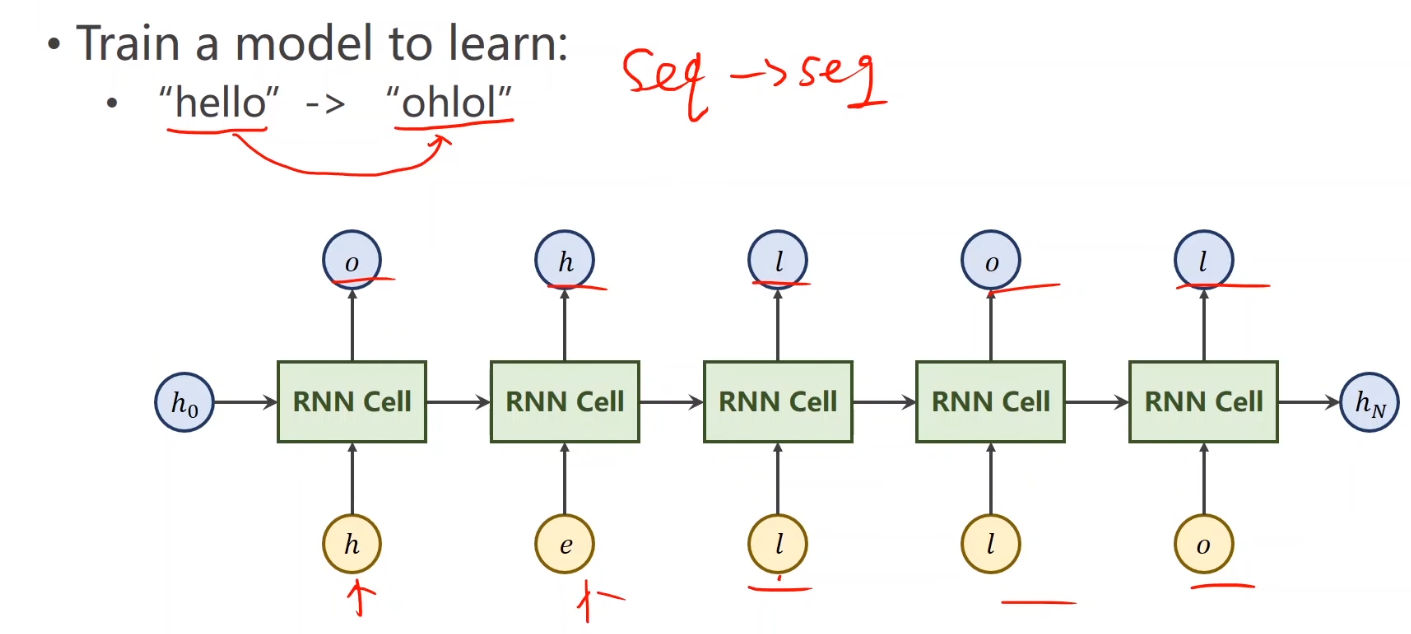 • Train a model to learn:
Seq -> seq
• "hello" -> "ohlol"
o h l o l
h₀ RNN Cell RNN Cell RNN Cell RNN Cell RNN Cell h_N
h e l l o